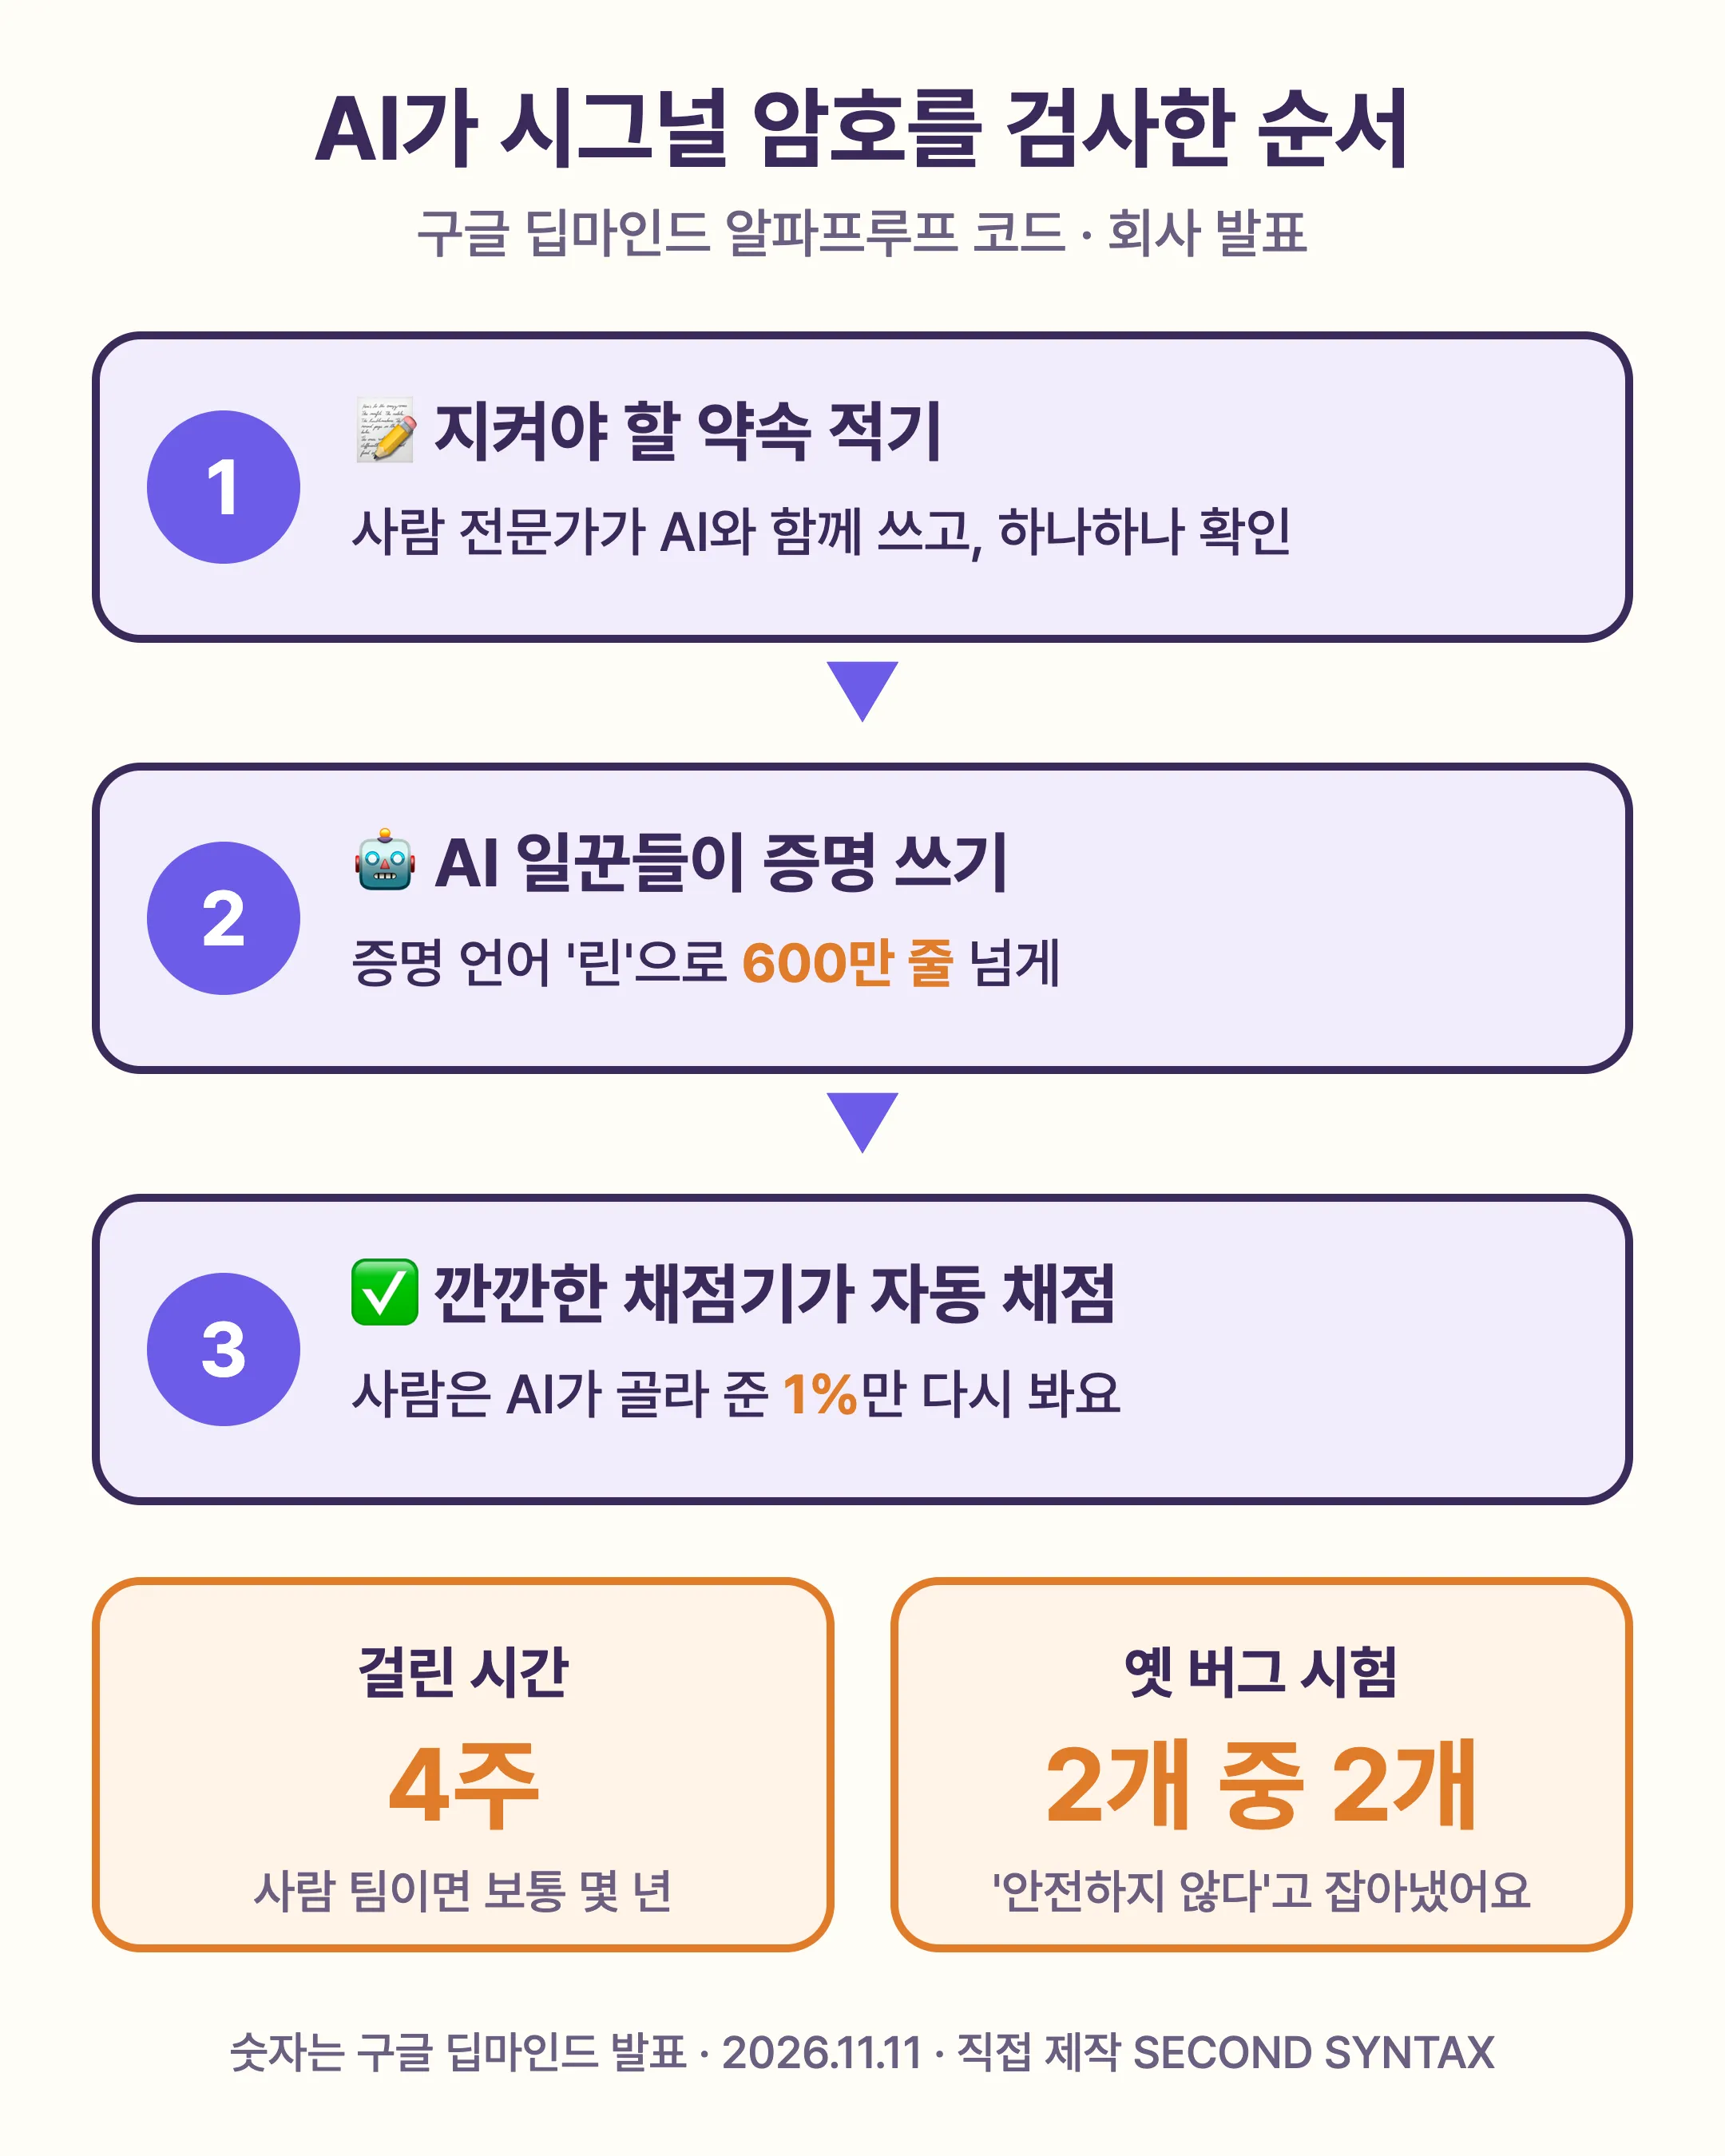 AI가 시그널 암호를 검사한 순서
구글 딥마인드 알파프루프 코드 · 회사 발표
1
지켜야 할 약속 적기
사람 전문가가 AI와 함께 쓰고, 하나하나 확인
2
AI 일꾼들이 증명 쓰기
증명 언어 '린'으로 600만 줄 넘게
3
깐깐한 채점기가 자동 채점
사람은 AI가 골라 준 1%만 다시 봐요
걸린 시간
4주
사람 팀이면 보통 몇 년
옛 버그 시험
2개 중 2개
'안전하지 않다'고 잡아냈어요
숫자는 구글 딥마인드 발표 · 2026.11.11 · 직접 제작 SECOND SYNTAX